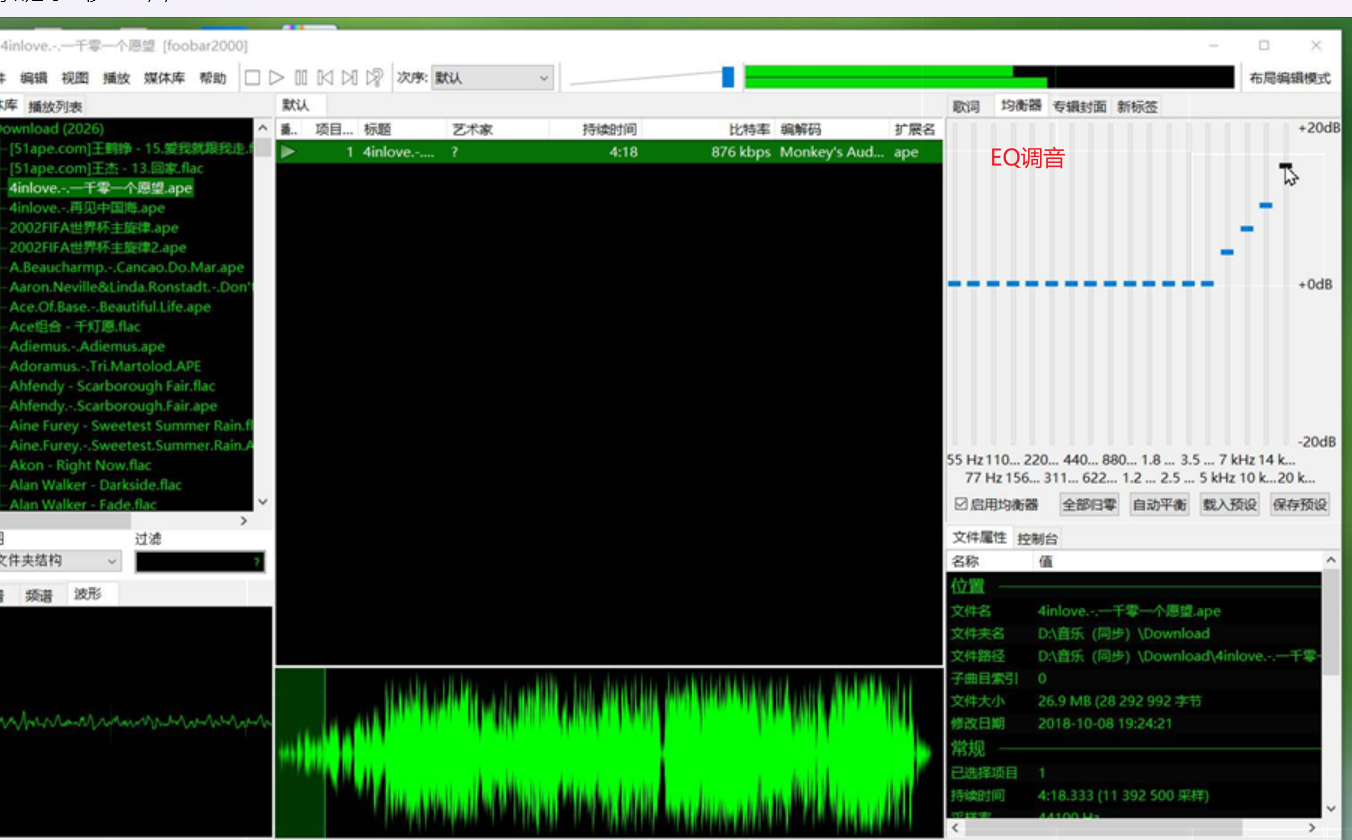 4inlove.-.一千零一个愿望 [foobar2000]
编辑 视图 播放 媒体库 帮助 次序: 默认 布局编辑模式
播放列表
默认
歌词 均衡器 专辑封面 新标签
ownload (2026)
[51ape.com]王鹤铮 - 15.爱我就跟我走.f
[51ape.com]王杰 - 13.回家.flac
4inlove.-.一千零一个愿望.ape
4inlove.-.再见中国海.ape
2002FIFA世界杯主旋律.ape
2002FIFA世界杯主旋律2.ape
A.Beaucharmp.-.Cancao.Do.Mar.ape
Aaron.Neville&Linda.Ronstadt.-.Don't
Ace.Of.Base.-.Beautiful.Life.ape
Ace组合 - 千灯愿.flac
Adiemus.-.Adiemus.ape
Adoramus.-.Tri.Martolod.APE
Ahfendy - Scarborough Fair.flac
Ahfendy.-.Scarborough.Fair.ape
Aine Furey - Sweetest Summer Rain.fl
Aine.Furey.-.Sweetest.Summer.Rain.A
Akon - Right Now.flac
Alan Walker - Darkside.flac
Alan Walker - Fade.flac
过滤
文件夹结构 ?
频谱 波形
项目... 标题 艺术家 持续时间 比特率 编解码 扩展名
1 4inlove.-.... ? 4:18 876 kbps Monkey's Aud... ape
EQ调音
+20dB
+0dB
-20dB
55 Hz 110... 220... 440... 880... 1.8 ... 3.5 ... 7 kHz 14 k...
77 Hz 156... 311... 622... 1.2 ... 2.5 ... 5 kHz 10 k... 20 k...
启用均衡器 全部归零 自动平衡 载入预设 保存预设
文件属性 控制台
名称 值
位置
文件名 4inlove.-.一千零一个愿望.ape
文件夹名 D:\音乐（同步）\Download
文件路径 D:\音乐（同步）\Download\4inlove.-.一千零一
子曲目索引 0
文件大小 26.9 MB (28 292 992 字节
修改日期 2018-10-08 19:24:21
常规
已选择项目 1
持续时间 4:18.333 (11 392 500 采样)
采样率 44100 Hz